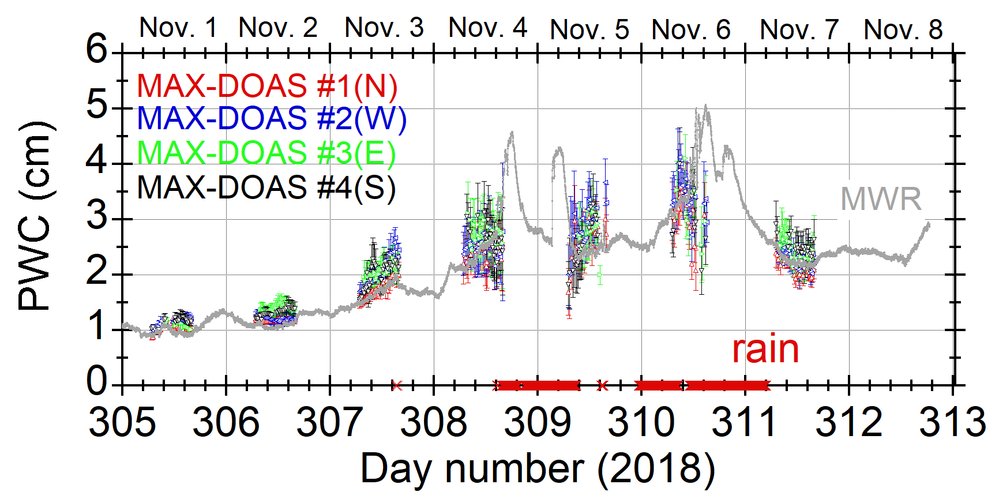 Nov. 1 Nov. 2 Nov. 3 Nov. 4 Nov. 5 Nov. 6 Nov. 7 Nov. 8
6
5
4
3
2
1
0
PWC (cm)
MAX-DOAS #1(N)
MAX-DOAS #2(W)
MAX-DOAS #3(E)
MAX-DOAS #4(S)
MWR
rain
305 306 307 308 309 310 311 312 313
Day number (2018)